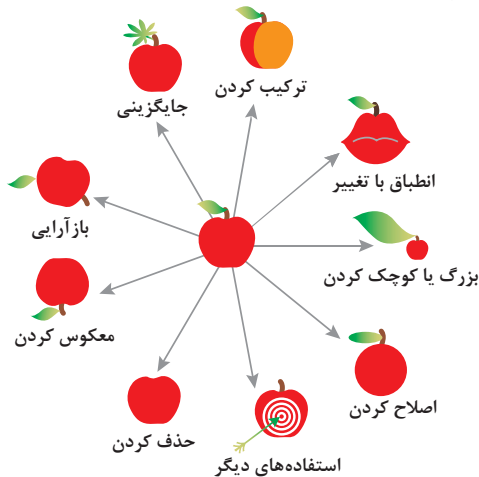 ترکیب کردن
جایگزینی
انطباق با تغییر
بازآرایی
بزرگ یا کوچک کردن
معکوس کردن
اصلاح کردن
حذف کردن
استفاده‌های دیگر